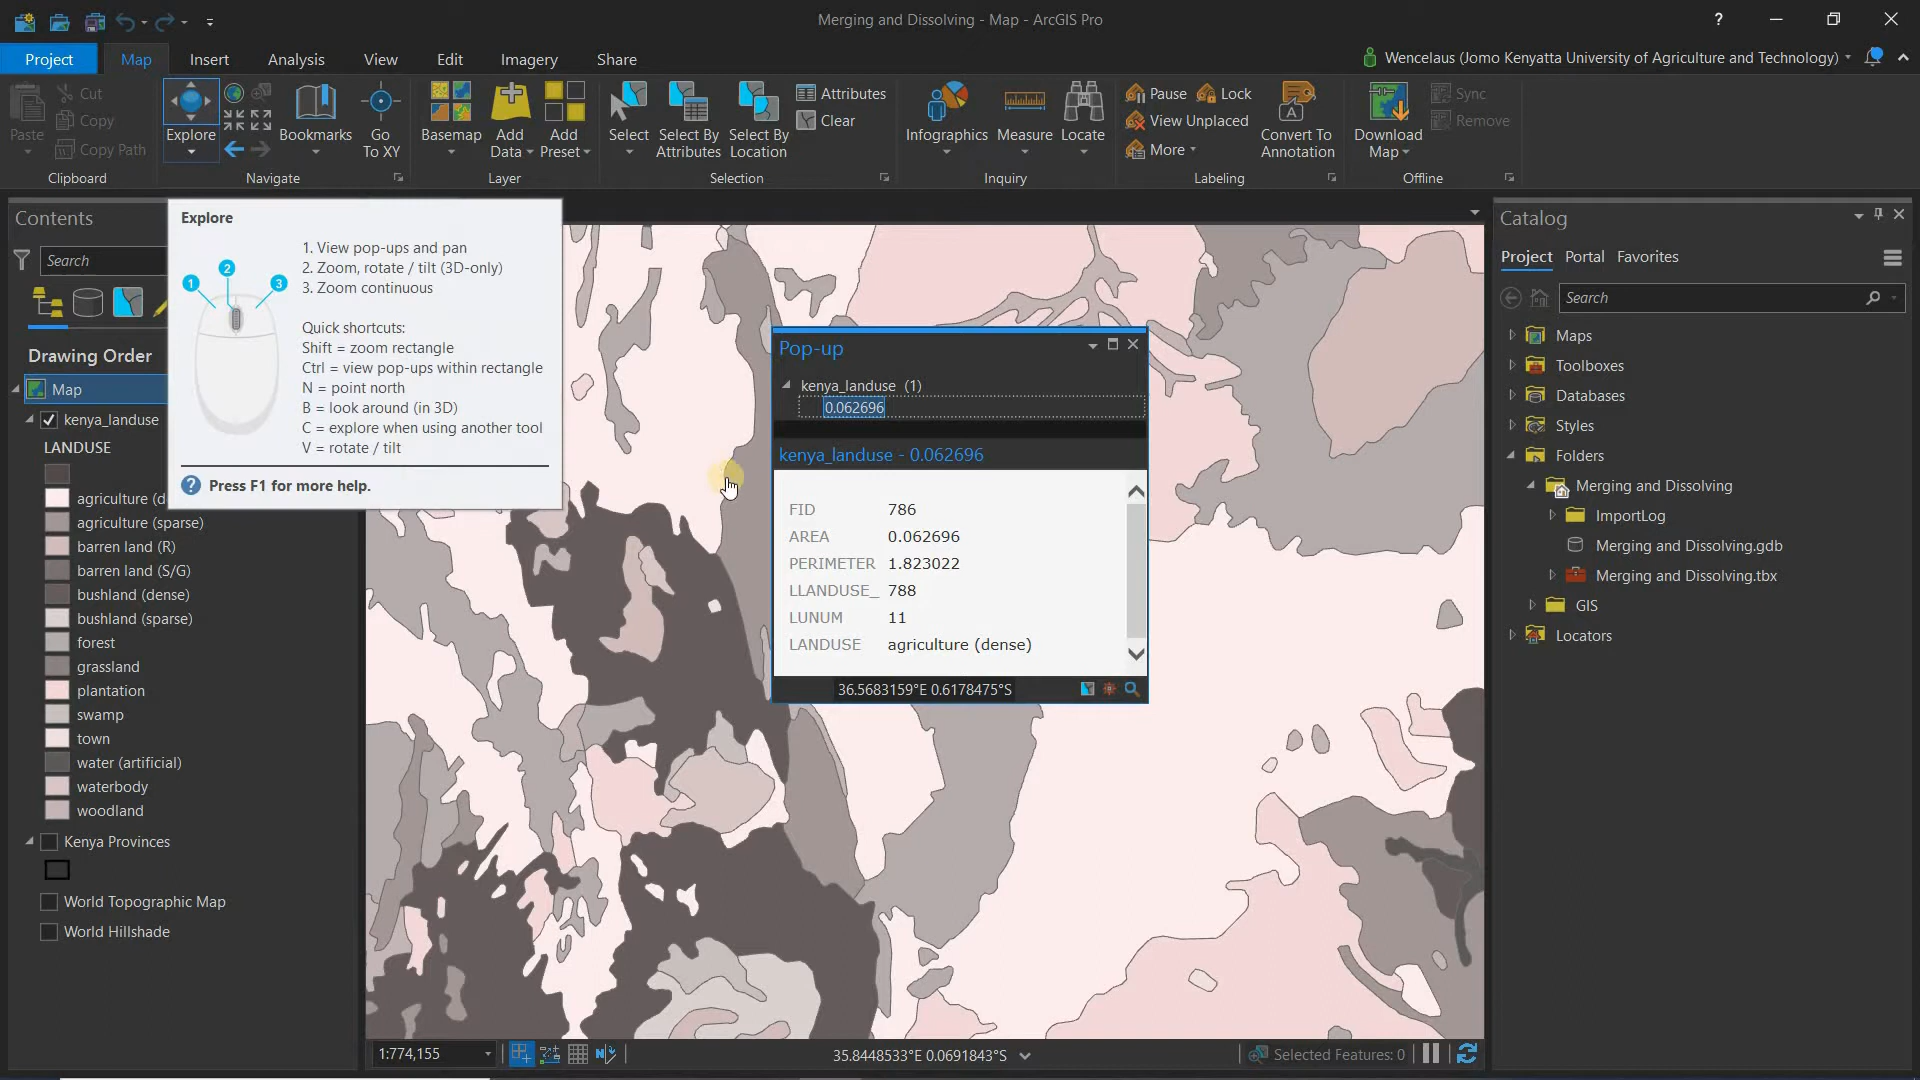 Merging and Dissolving - Map - ArcGIS Pro
?
Project
Map
Insert
Analysis
View
Edit
Imagery
Share
Wencelaus (Jomo Kenyatta University of Agriculture and Technology)
Paste
Cut
Copy
Copy Path
Clipboard
Explore
Bookmarks
Go
To XY
Navigate
Basemap
Add
Data
Add
Preset
Layer
Select
Select By
Attributes
Select By
Location
Attributes
Clear
Selection
Infographics
Measure
Locate
Inquiry
Pause
Lock
View Unplaced
More
Convert To
Annotation
Labeling
Download
Map
Sync
Remove
Offline
Contents
Search
Drawing Order
Map
kenya_landuse
LANDUSE
agriculture (d
agriculture (sparse)
barren land (R)
barren land (S/G)
bushland (dense)
bushland (sparse)
forest
grassland
plantation
swamp
town
water (artificial)
waterbody
woodland
Kenya Provinces
World Topographic Map
World Hillshade
Explore
1
2
3
1. View pop-ups and pan
2. Zoom, rotate / tilt (3D-only)
3. Zoom continuous
Quick shortcuts:
Shift = zoom rectangle
Ctrl = view pop-ups within rectangle
N = point north
B = look around (in 3D)
C = explore when using another tool
V = rotate / tilt
? Press F1 for more help.
Pop-up
kenya_landuse (1)
0.062696
kenya_landuse - 0.062696
FID 786
AREA 0.062696
PERIMETER 1.823022
LLANDUSE_ 788
LUNUM 11
LANDUSE agriculture (dense)
36.5683159°E 0.6178475°S
1:774,155
35.8448533°E 0.0691843°S
Selected Features: 0
Catalog
Project
Portal
Favorites
Search
Maps
Toolboxes
Databases
Styles
Folders
Merging and Dissolving
ImportLog
Merging and Dissolving.gdb
Merging and Dissolving.tbx
GIS
Locators